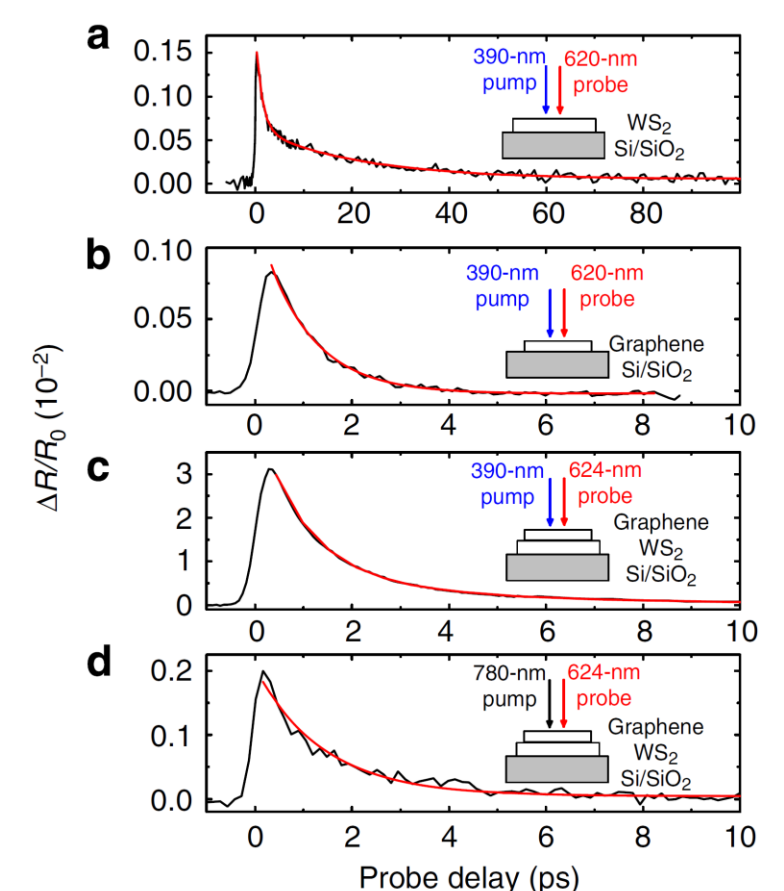 ΔR/R₀ (10⁻²)
a
0.15
0.10
0.05
0.00
390-nm pump
620-nm probe
WS₂
Si/SiO₂
0 20 40 60 80
b
0.10
0.05
0.00
390-nm pump
620-nm probe
Graphene
Si/SiO₂
0 2 4 6 8 10
c
3
2
1
0
390-nm pump
624-nm probe
Graphene
WS₂
Si/SiO₂
0 2 4 6 8 10
d
0.2
0.1
0.0
780-nm pump
624-nm probe
Graphene
WS₂
Si/SiO₂
0 2 4 6 8 10
Probe delay (ps)